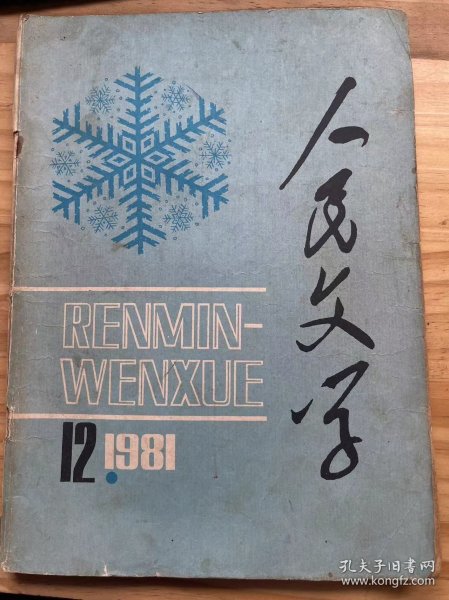 人民文学
RENMIN-
WENXUE
12.1981
孔夫子旧书网
www.kongfz.com